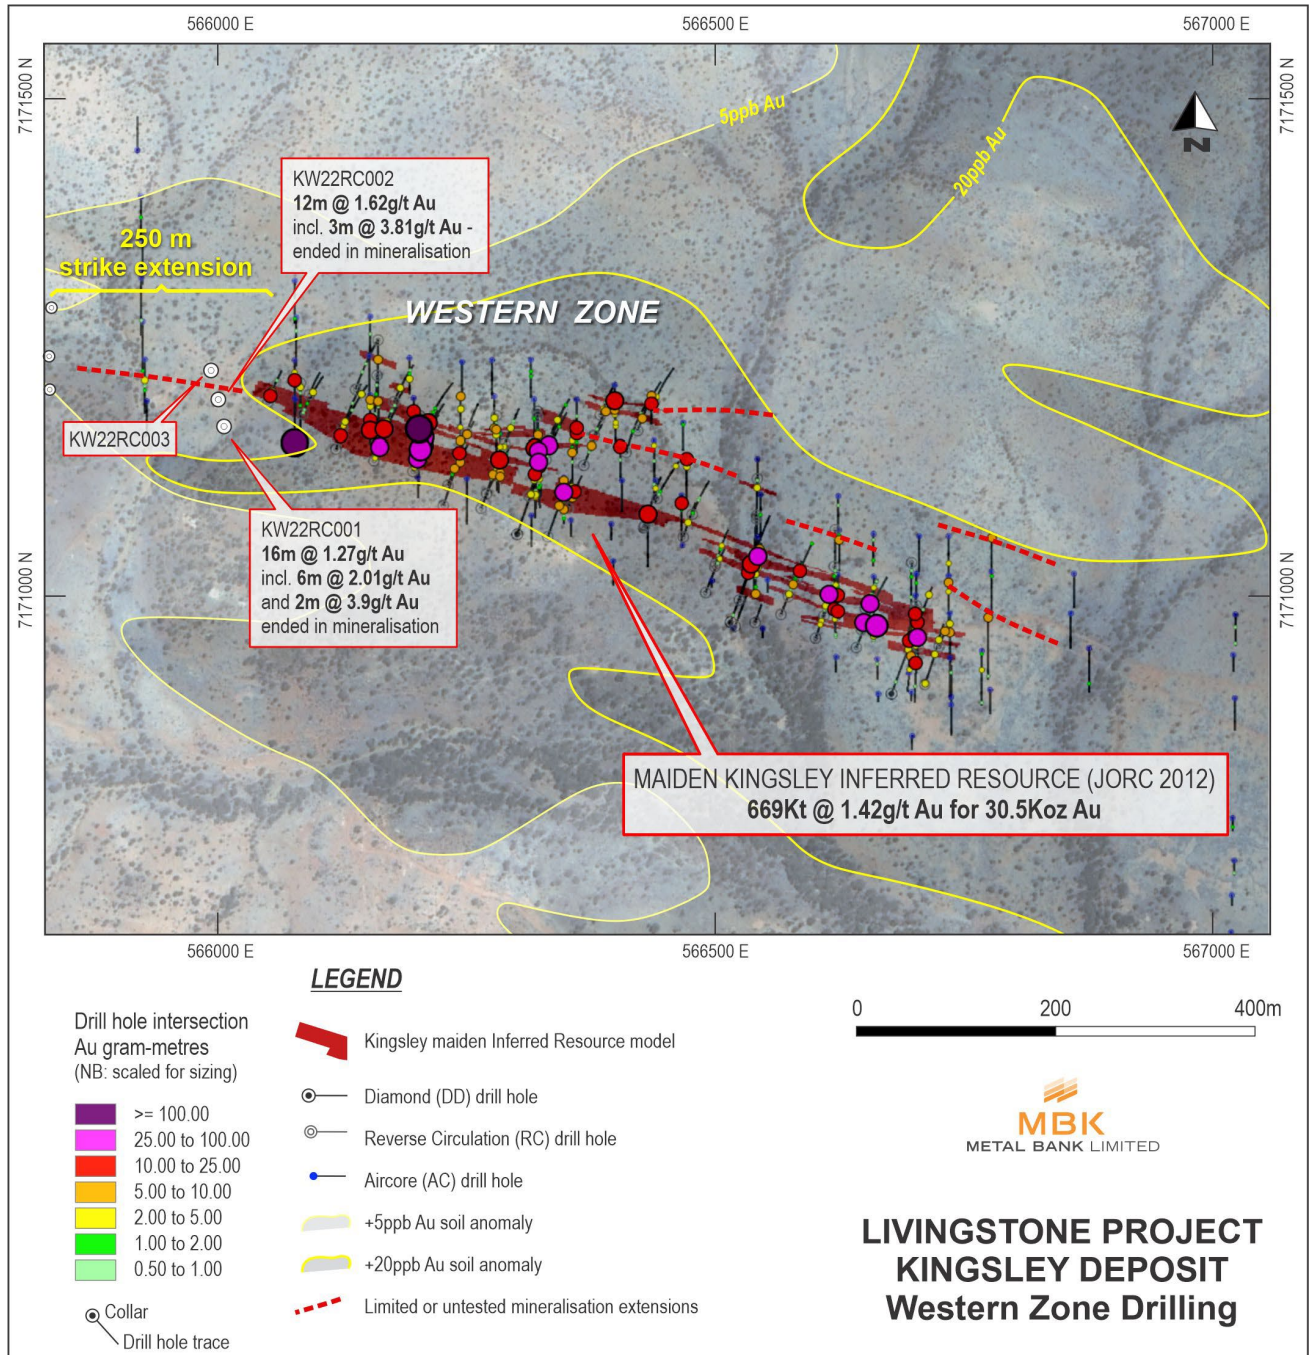 566000 E
566500 E
567000 E
7171500 N
7171500 N
5ppb Au
20ppb Au
N
KW22RC002
12m @ 1.62g/t Au
incl. 3m @ 3.81g/t Au -
ended in mineralisation
250 m
strike extension
WESTERN ZONE
KW22RC003
KW22RC001
16m @ 1.27g/t Au
incl. 6m @ 2.01g/t Au
and 2m @ 3.9g/t Au
ended in mineralisation
7171000 N
7171000 N
MAIDEN KINGSLEY INFERRED RESOURCE (JORC 2012)
669Kt @ 1.42g/t Au for 30.5Koz Au
566000 E
566500 E
567000 E
LEGEND
Drill hole intersection
Au gram-metres
(NB: scaled for sizing)
>= 100.00
25.00 to 100.00
10.00 to 25.00
5.00 to 10.00
2.00 to 5.00
1.00 to 2.00
0.50 to 1.00
Collar
Drill hole trace
Kingsley maiden Inferred Resource model
Diamond (DD) drill hole
Reverse Circulation (RC) drill hole
Aircore (AC) drill hole
+5ppb Au soil anomaly
+20ppb Au soil anomaly
Limited or untested mineralisation extensions
0 200 400m
MBK
METAL BANK LIMITED
LIVINGSTONE PROJECT
KINGSLEY DEPOSIT
Western Zone Drilling